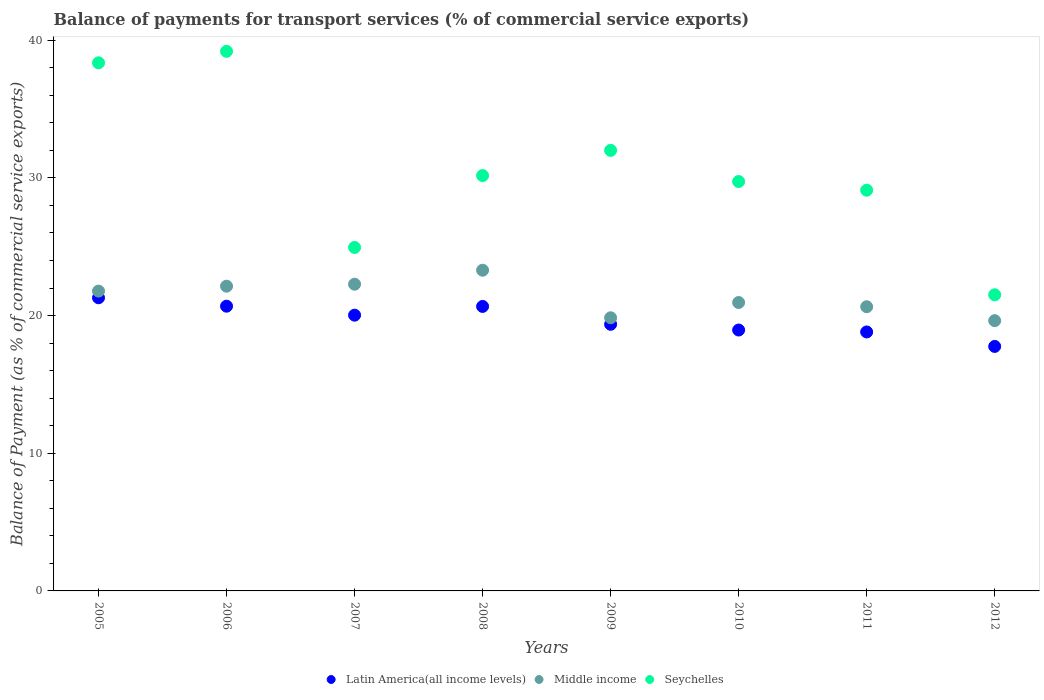 Balance of payments for transport services (% of commercial service exports)
Balance of Payment (as % of commercial service exports)
40
30
20
10
0
2005
2006
2007
2008
2009
2010
2011
2012
Years
Latin America(all income levels)
Middle income
Seychelles